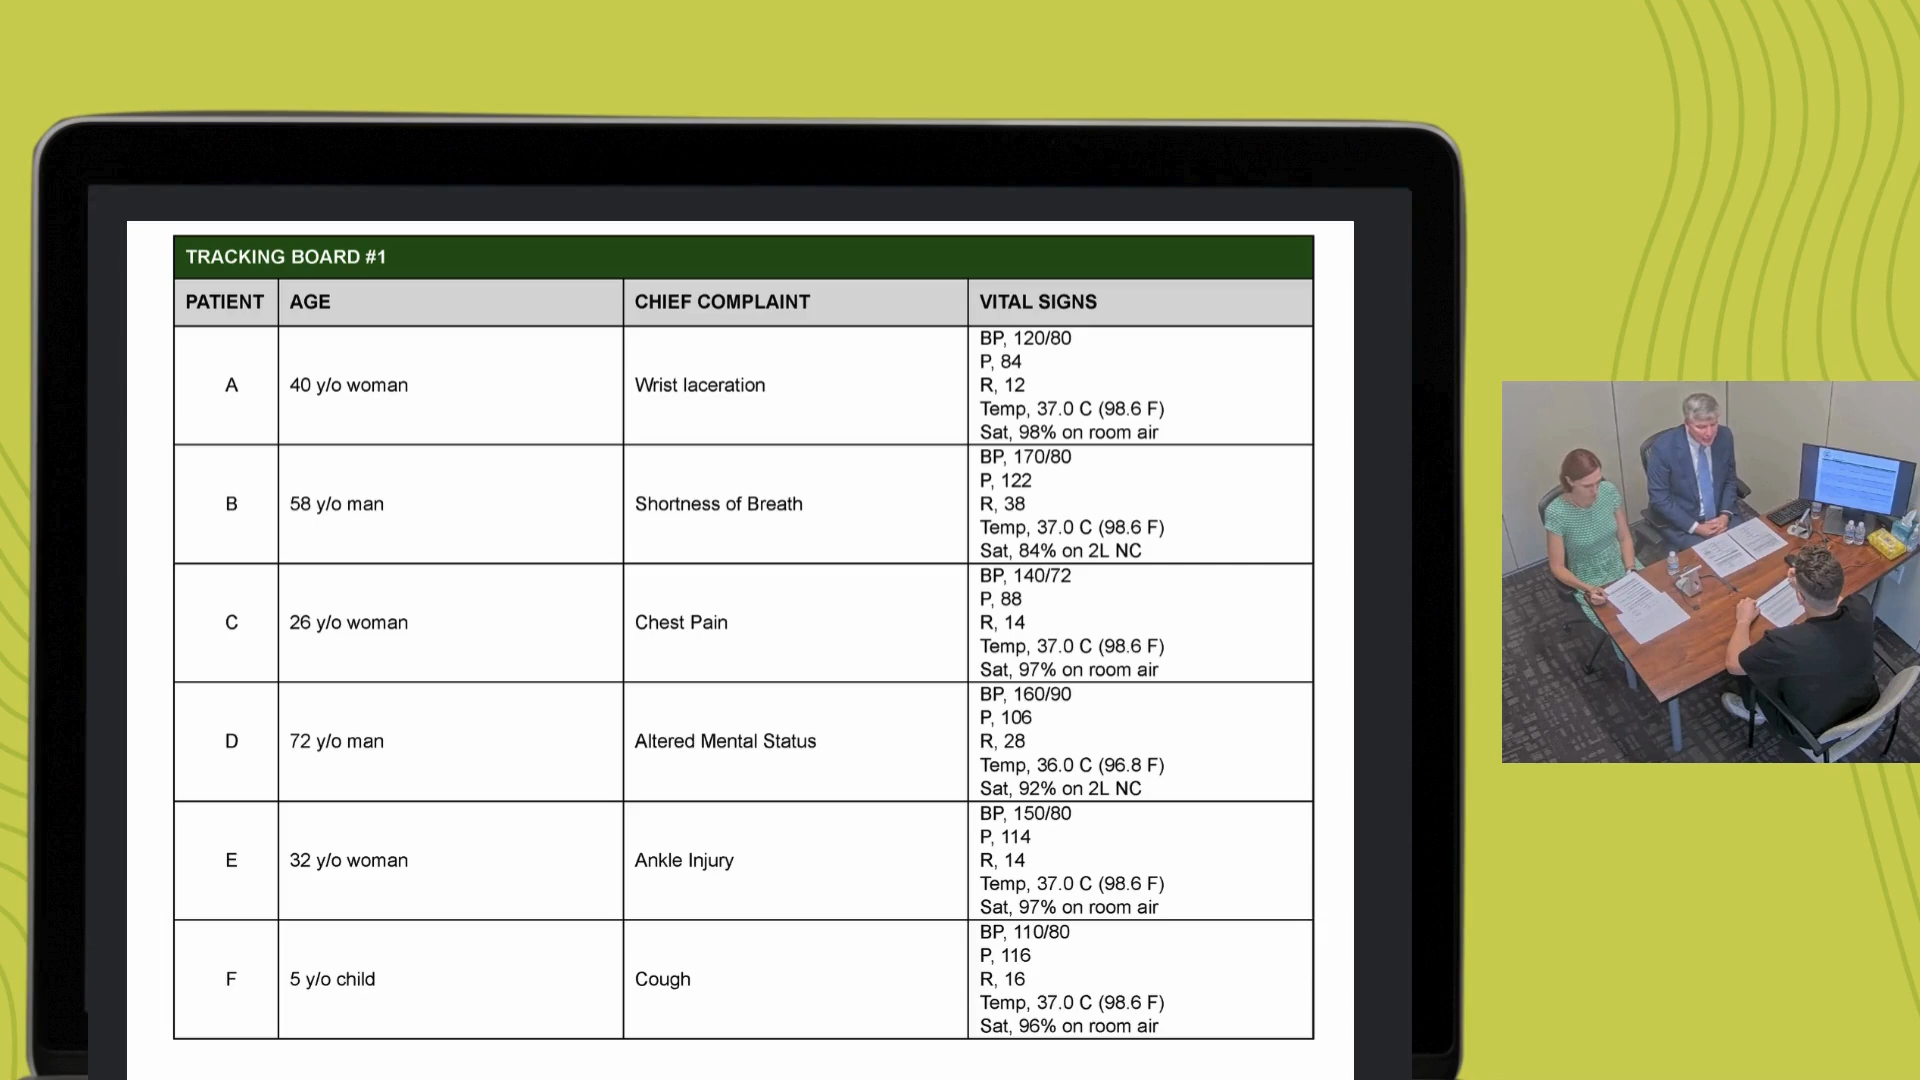 TRACKING BOARD #1
PATIENT AGE CHIEF COMPLAINT VITAL SIGNS
A 40 y/o woman Wrist laceration
BP, 120/80
P, 84
R, 12
Temp, 37.0 C (98.6 F)
Sat, 98% on room air
B 58 y/o man Shortness of Breath
BP, 170/80
P, 122
R, 38
Temp, 37.0 C (98.6 F)
Sat, 84% on 2L NC
C 26 y/o woman Chest Pain
BP, 140/72
P, 88
R, 14
Temp, 37.0 C (98.6 F)
Sat, 97% on room air
D 72 y/o man Altered Mental Status
BP, 160/90
P, 106
R, 28
Temp, 36.0 C (96.8 F)
Sat, 92% on 2L NC
E 32 y/o woman Ankle Injury
BP, 150/80
P, 114
R, 14
Temp, 37.0 C (98.6 F)
Sat, 97% on room air
F 5 y/o child Cough
BP, 110/80
P, 116
R, 16
Temp, 37.0 C (98.6 F)
Sat, 96% on room air